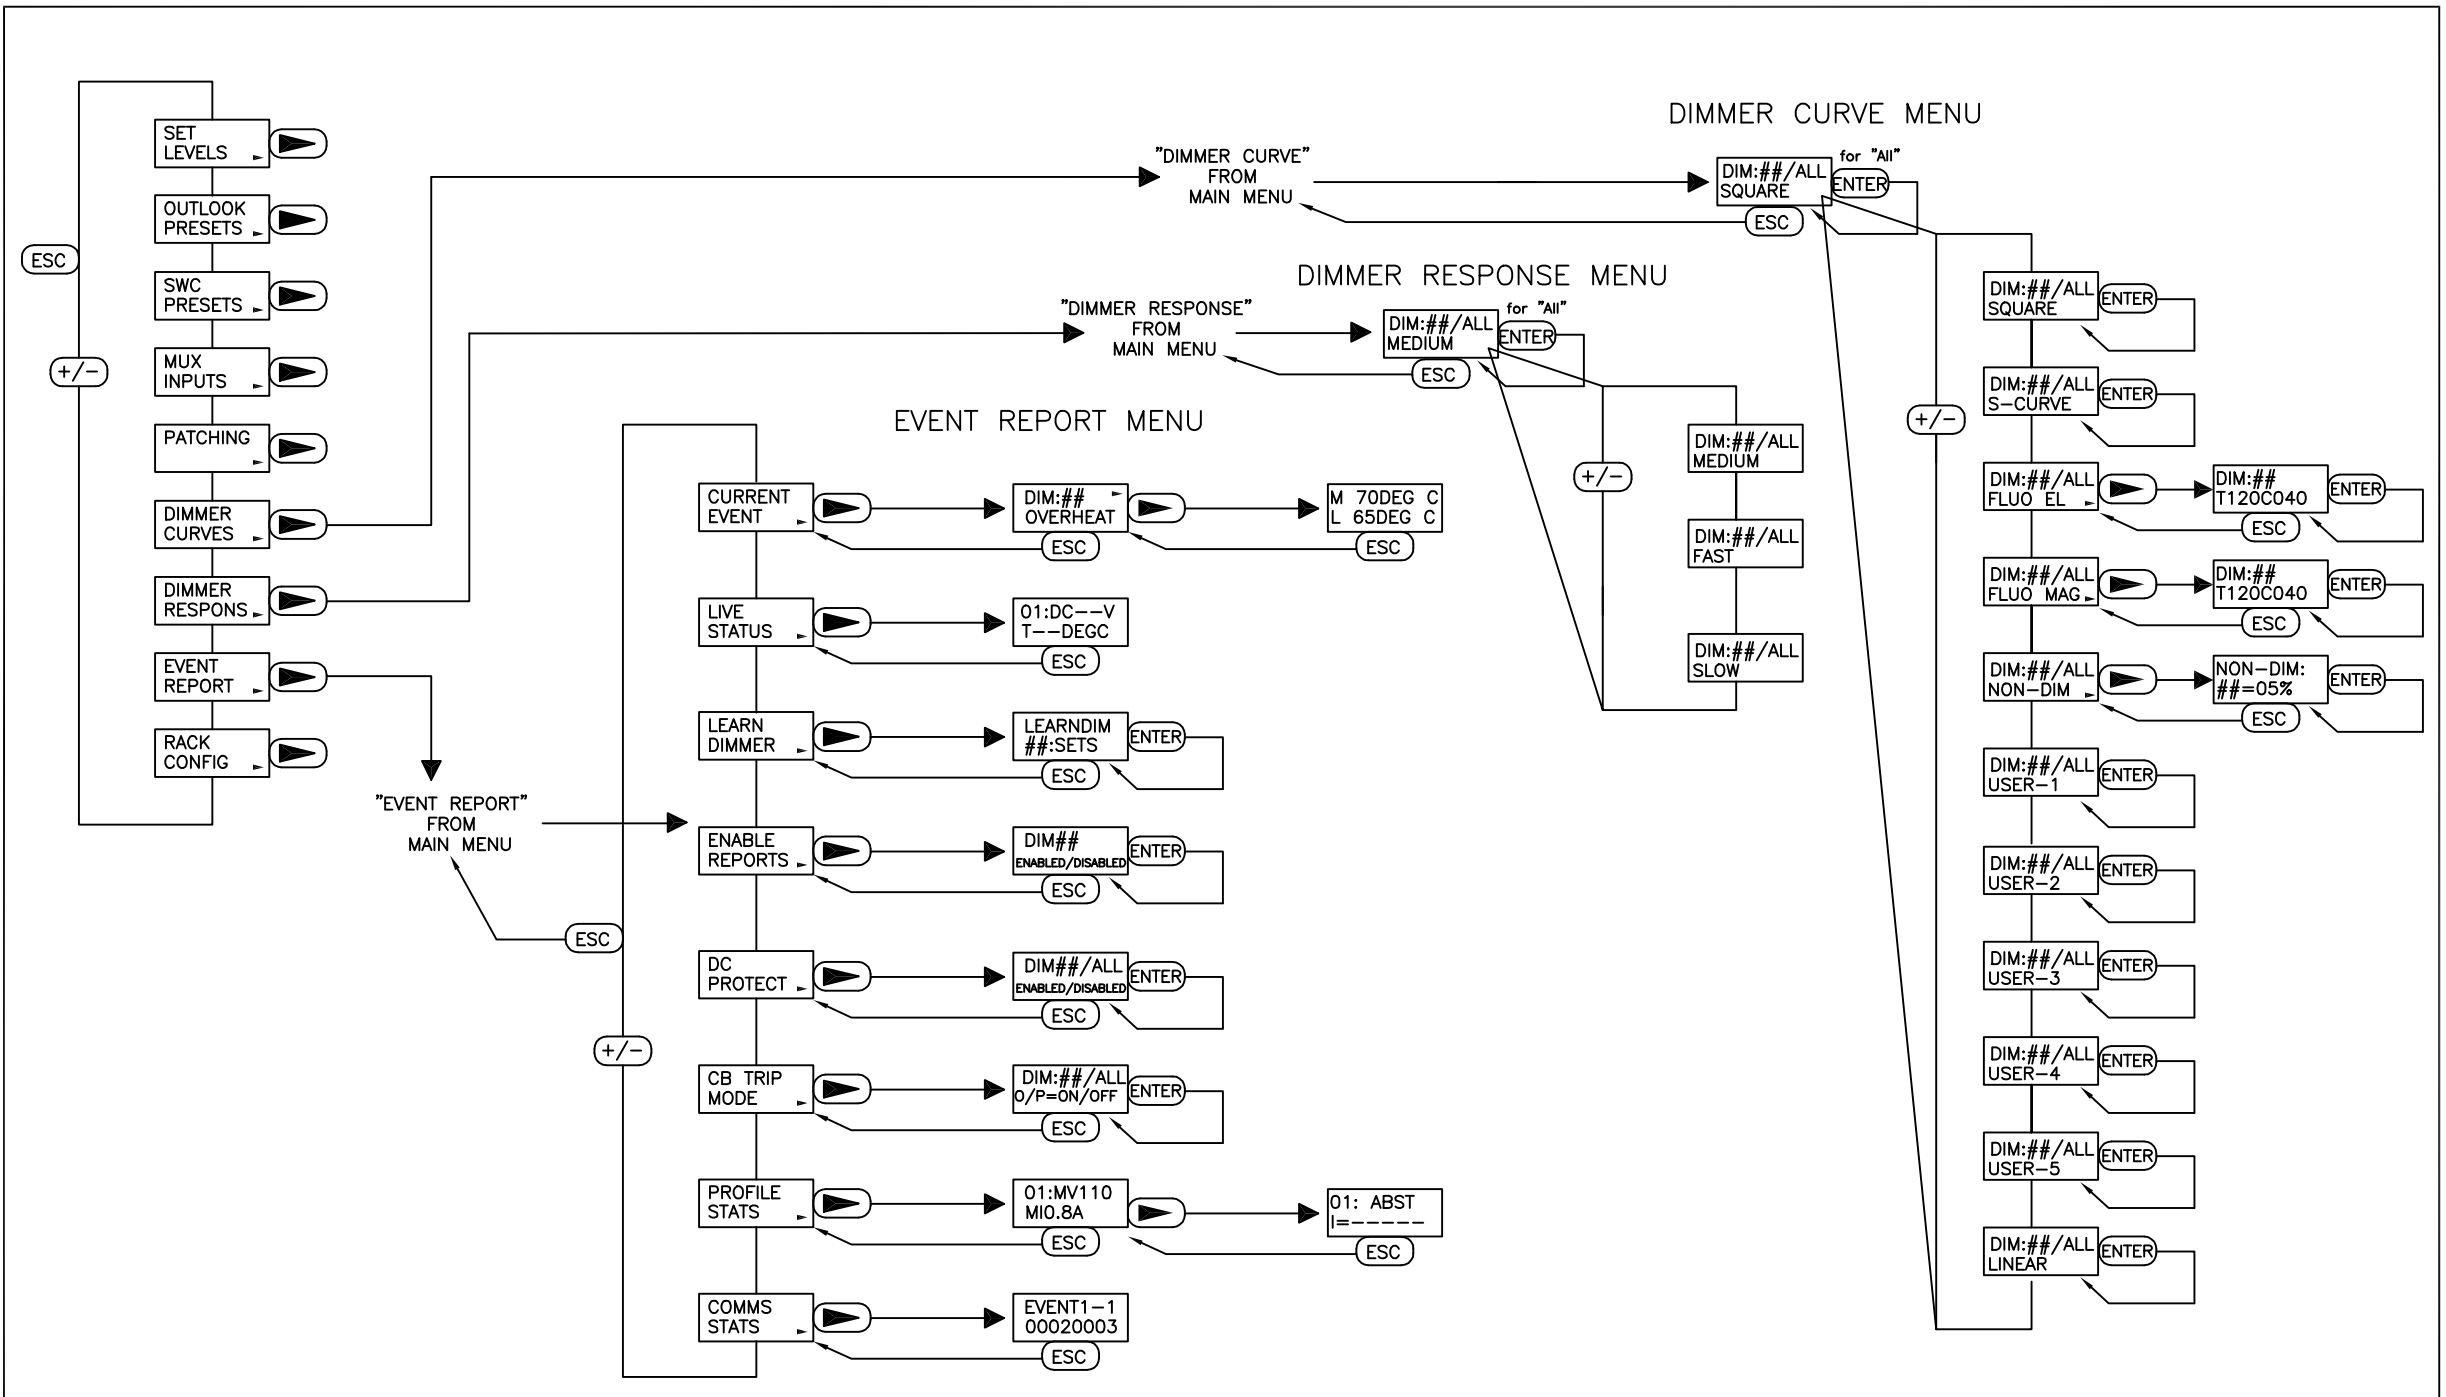 SET
LEVELS
OUTLOOK
PRESETS
SWC
PRESETS
MUX
INPUTS
PATCHING
DIMMER
CURVES
DIMMER
RESPONS
EVENT
REPORT
RACK
CONFIG
ESC
+/-
"EVENT REPORT"
FROM
MAIN MENU
ESC
DIMMER CURVE MENU
"DIMMER CURVE"
FROM
MAIN MENU
DIM:##/ALL
SQUARE
for "All"
ENTER
ESC
DIMMER RESPONSE MENU
"DIMMER RESPONSE"
FROM
MAIN MENU
DIM:##/ALL
MEDIUM
for "All"
ENTER
ESC
+/-
DIM:##/ALL
MEDIUM
DIM:##/ALL
FAST
DIM:##/ALL
SLOW
EVENT REPORT MENU
+/-
CURRENT
EVENT
DIM:##
OVERHEAT
ESC
M 70DEG C
L 65DEG C
ESC
LIVE
STATUS
01:DC--V
T--DEGC
ESC
LEARN
DIMMER
LEARNDIM
##:SETS
ENTER
ESC
ENABLE
REPORTS
DIM##
ENABLED/DISABLED
ENTER
ESC
DC
PROTECT
DIM##/ALL
ENABLED/DISABLED
ENTER
ESC
CB TRIP
MODE
DIM:##/ALL
O/P=ON/OFF
ENTER
ESC
PROFILE
STATS
01:MV110
MI0.8A
ESC
01: ABST
I=-----
ESC
COMMS
STATS
EVENT1-1
00020003
ESC
+/-
DIM:##/ALL
SQUARE
ENTER
DIM:##/ALL
S-CURVE
ENTER
DIM:##/ALL
FLUO EL
DIM:##
T120C040
ENTER
ESC
DIM:##/ALL
FLUO MAG
DIM:##
T120C040
ENTER
ESC
DIM:##/ALL
NON-DIM
NON-DIM:
##=05%
ENTER
ESC
DIM:##/ALL
USER-1
ENTER
DIM:##/ALL
USER-2
ENTER
DIM:##/ALL
USER-3
ENTER
DIM:##/ALL
USER-4
ENTER
DIM:##/ALL
USER-5
ENTER
DIM:##/ALL
LINEAR
ENTER